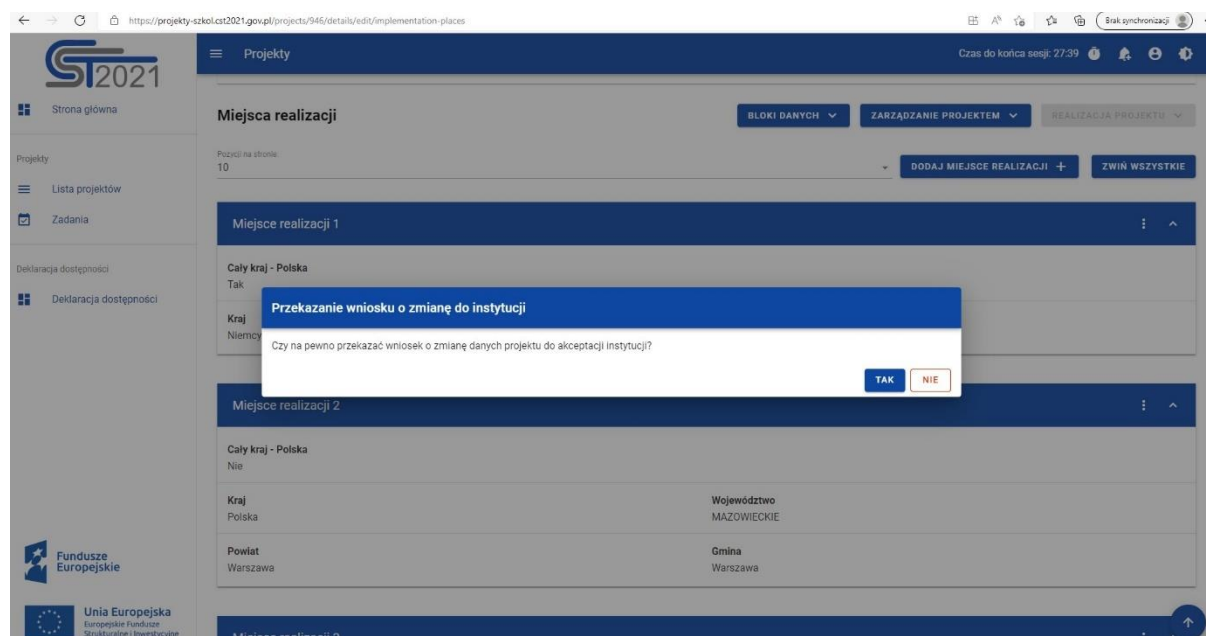 https://projekty-szkol.cst2021.gov.pl/projects/946/details/edit/implementation-places
Brak synchronizacji
ST2021
Projekty
Czas do końca sesji: 27:39
Strona główna
Projekty
Lista projektów
Zadania
Deklaracja dostępności
Deklaracja dostępności
Miejsca realizacji
BLOKI DANYCH
ZARZĄDZANIE PROJEKTEM
REALIZACJA PROJEKTU
Pozycji na stronie
10
DODAJ MIEJSCE REALIZACJI +
ZWIŃ WSZYSTKIE
Miejsce realizacji 1
Cały kraj - Polska
Tak
Kraj
Niemcy
Przekazanie wniosku o zmianę do instytucji
Czy na pewno przekazać wniosek o zmianę danych projektu do akceptacji instytucji?
TAK
NIE
Miejsce realizacji 2
Cały kraj - Polska
Nie
Kraj
Polska
Województwo
MAZOWIECKIE
Powiat
Warszawa
Gmina
Warszawa
Fundusze
Europejskie
Unia Europejska
Europejskie Fundusze
Strukturalne i Inwestycyjne